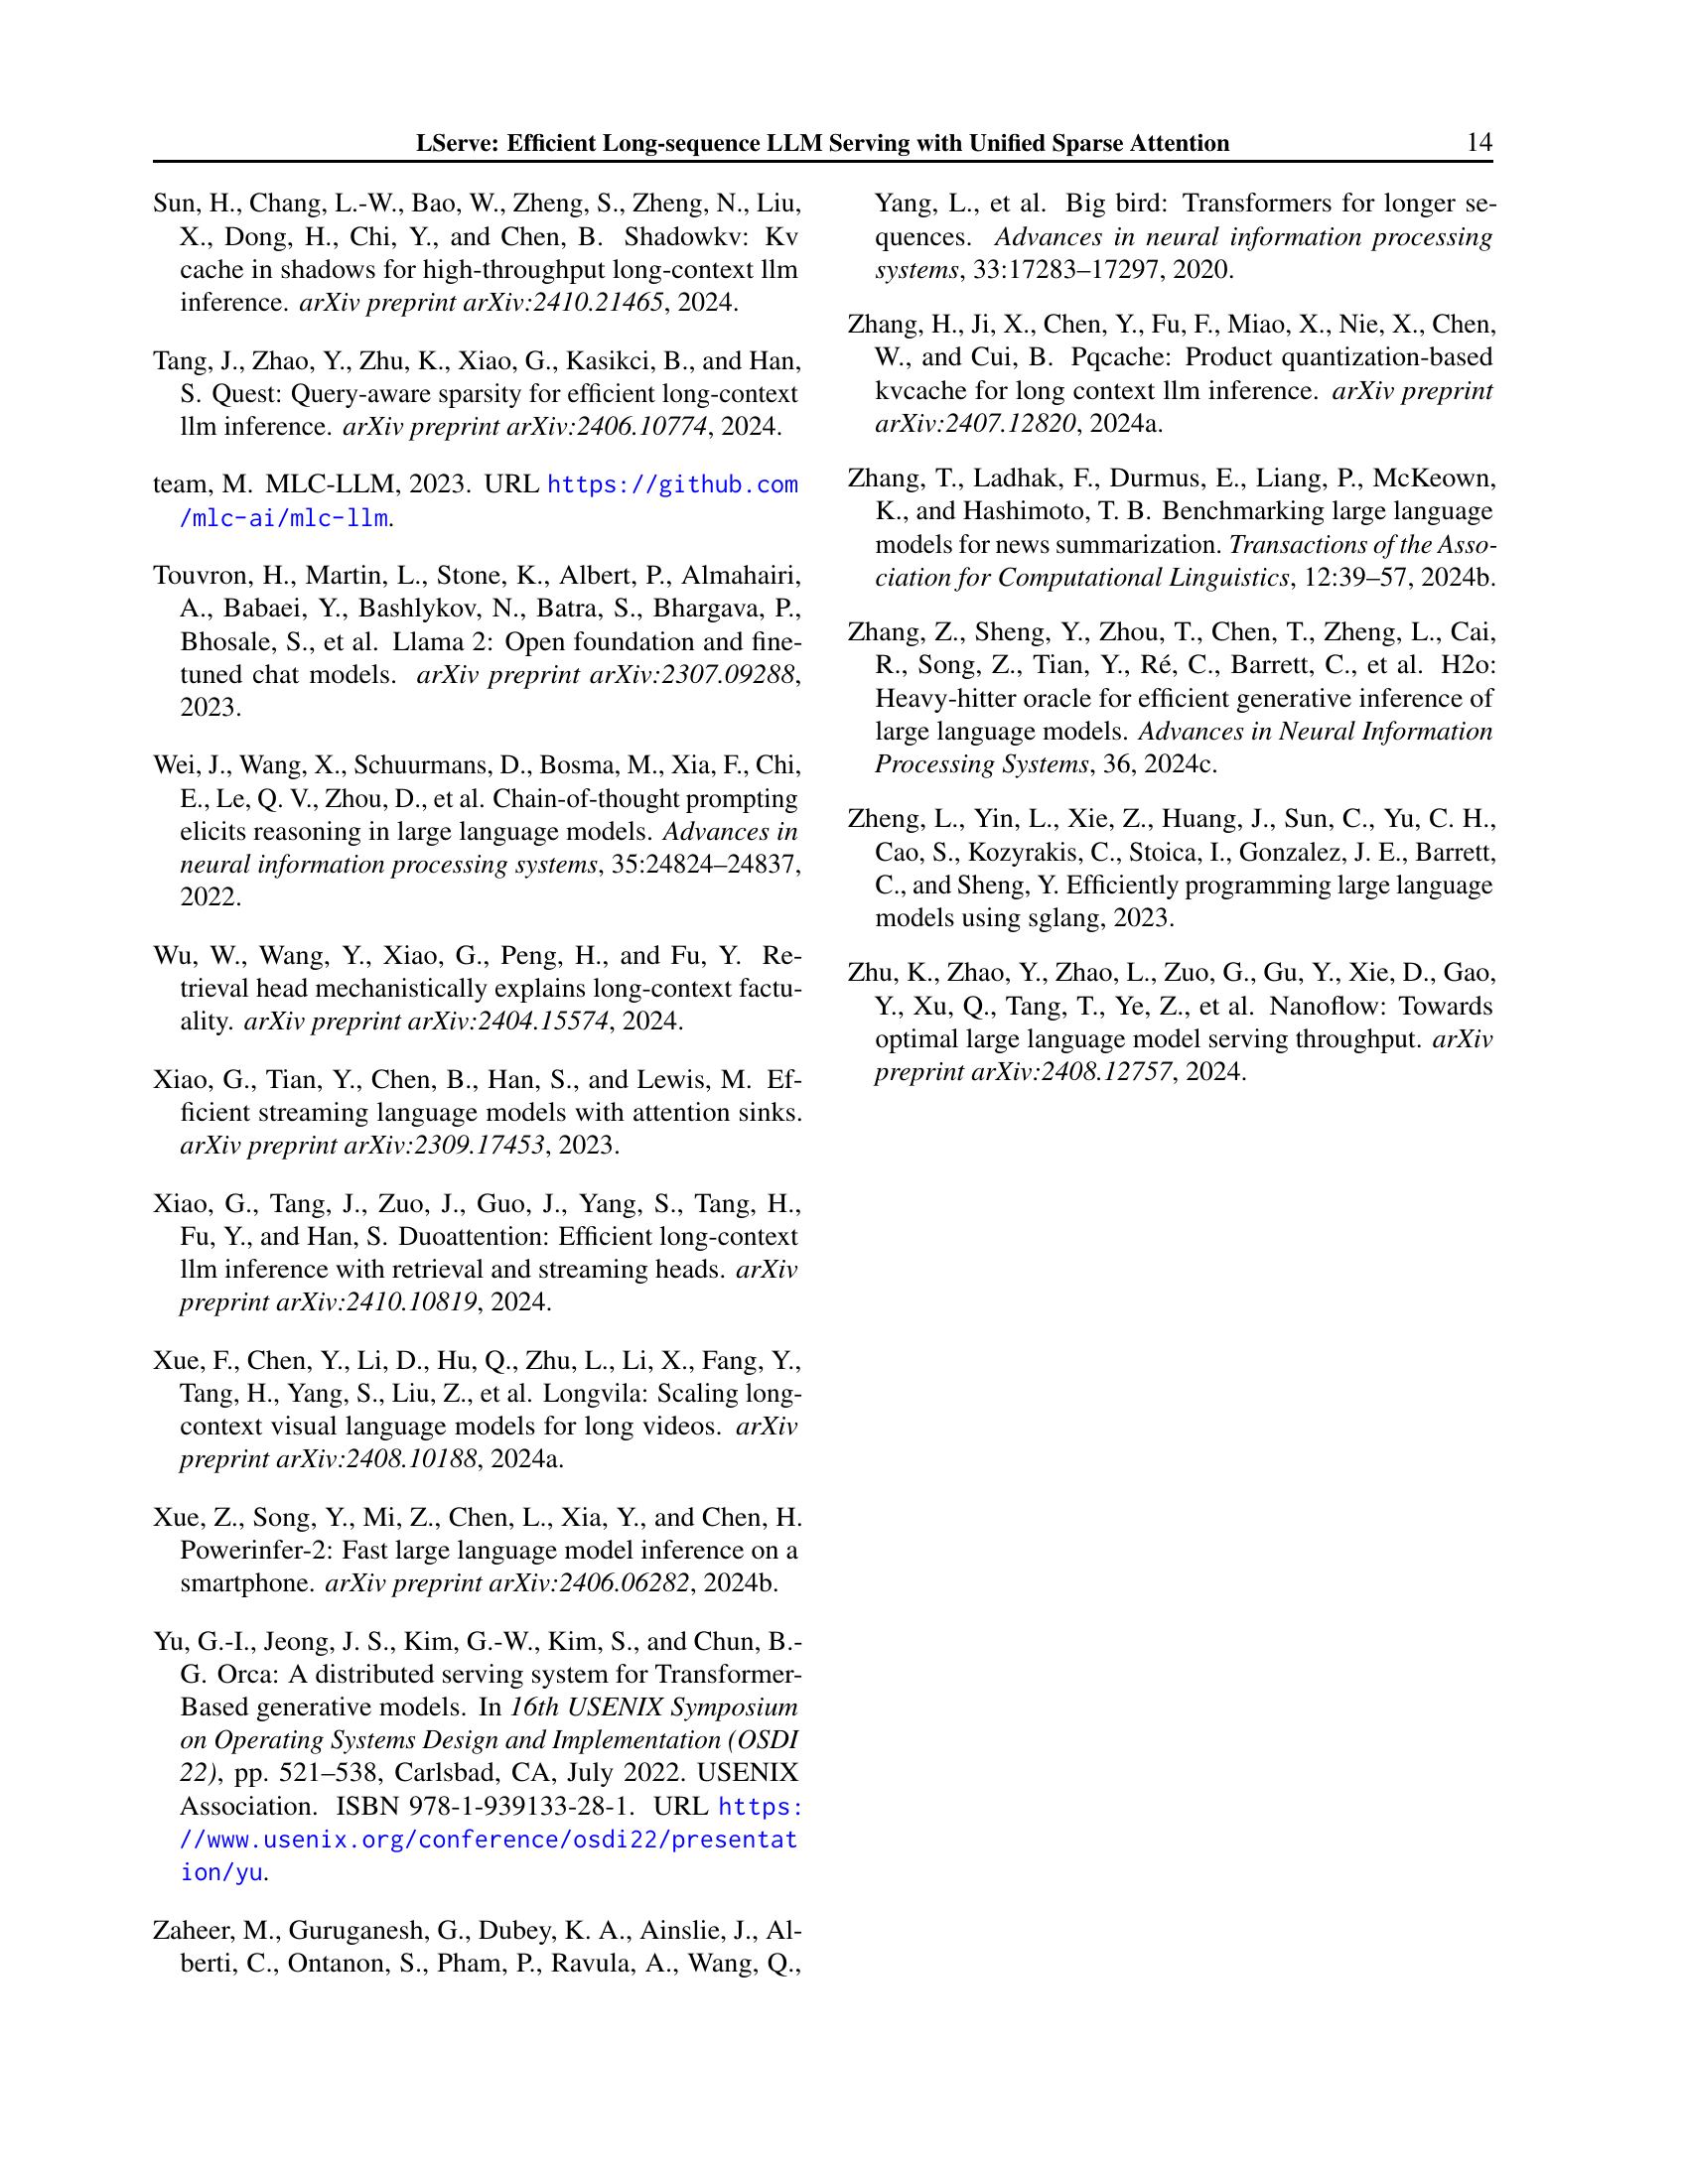 LServe: Efficient Long-sequence LLM Serving with Unified Sparse Attention 14
Sun, H., Chang, L.-W., Bao, W., Zheng, S., Zheng, N., Liu,
X., Dong, H., Chi, Y., and Chen, B. Shadowkv: Kv
cache in shadows for high-throughput long-context llm
inference. arXiv preprint arXiv:2410.21465, 2024.
Tang, J., Zhao, Y., Zhu, K., Xiao, G., Kasikci, B., and Han,
S. Quest: Query-aware sparsity for efficient long-context
llm inference. arXiv preprint arXiv:2406.10774, 2024.
team, M. MLC-LLM, 2023. URL https://github.com
/mlc-ai/mlc-llm.
Touvron, H., Martin, L., Stone, K., Albert, P., Almahairi,
A., Babaei, Y., Bashlykov, N., Batra, S., Bhargava, P.,
Bhosale, S., et al. Llama 2: Open foundation and fine-
tuned chat models. arXiv preprint arXiv:2307.09288,
2023.
Wei, J., Wang, X., Schuurmans, D., Bosma, M., Xia, F., Chi,
E., Le, Q. V., Zhou, D., et al. Chain-of-thought prompting
elicits reasoning in large language models. Advances in
neural information processing systems, 35:24824–24837,
2022.
Wu, W., Wang, Y., Xiao, G., Peng, H., and Fu, Y. Re-
trieval head mechanistically explains long-context factu-
ality. arXiv preprint arXiv:2404.15574, 2024.
Xiao, G., Tian, Y., Chen, B., Han, S., and Lewis, M. Ef-
ficient streaming language models with attention sinks.
arXiv preprint arXiv:2309.17453, 2023.
Xiao, G., Tang, J., Zuo, J., Guo, J., Yang, S., Tang, H.,
Fu, Y., and Han, S. Duoattention: Efficient long-context
llm inference with retrieval and streaming heads. arXiv
preprint arXiv:2410.10819, 2024.
Xue, F., Chen, Y., Li, D., Hu, Q., Zhu, L., Li, X., Fang, Y.,
Tang, H., Yang, S., Liu, Z., et al. Longvila: Scaling long-
context visual language models for long videos. arXiv
preprint arXiv:2408.10188, 2024a.
Xue, Z., Song, Y., Mi, Z., Chen, L., Xia, Y., and Chen, H.
Powerinfer-2: Fast large language model inference on a
smartphone. arXiv preprint arXiv:2406.06282, 2024b.
Yu, G.-I., Jeong, J. S., Kim, G.-W., Kim, S., and Chun, B.-
G. Orca: A distributed serving system for Transformer-
Based generative models. In 16th USENIX Symposium
on Operating Systems Design and Implementation (OSDI
22), pp. 521–538, Carlsbad, CA, July 2022. USENIX
Association. ISBN 978-1-939133-28-1. URL https:
//www.usenix.org/conference/osdi22/presentat
ion/yu.
Zaheer, M., Guruganesh, G., Dubey, K. A., Ainslie, J., Al-
berti, C., Ontanon, S., Pham, P., Ravula, A., Wang, Q.,
Yang, L., et al. Big bird: Transformers for longer se-
quences. Advances in neural information processing
systems, 33:17283–17297, 2020.
Zhang, H., Ji, X., Chen, Y., Fu, F., Miao, X., Nie, X., Chen,
W., and Cui, B. Pqcache: Product quantization-based
kvcache for long context llm inference. arXiv preprint
arXiv:2407.12820, 2024a.
Zhang, T., Ladhak, F., Durmus, E., Liang, P., McKeown,
K., and Hashimoto, T. B. Benchmarking large language
models for news summarization. Transactions of the Asso-
ciation for Computational Linguistics, 12:39–57, 2024b.
Zhang, Z., Sheng, Y., Zhou, T., Chen, T., Zheng, L., Cai,
R., Song, Z., Tian, Y., Ré, C., Barrett, C., et al. H2o:
Heavy-hitter oracle for efficient generative inference of
large language models. Advances in Neural Information
Processing Systems, 36, 2024c.
Zheng, L., Yin, L., Xie, Z., Huang, J., Sun, C., Yu, C. H.,
Cao, S., Kozyrakis, C., Stoica, I., Gonzalez, J. E., Barrett,
C., and Sheng, Y. Efficiently programming large language
models using sglang, 2023.
Zhu, K., Zhao, Y., Zhao, L., Zuo, G., Gu, Y., Xie, D., Gao,
Y., Xu, Q., Tang, T., Ye, Z., et al. Nanoflow: Towards
optimal large language model serving throughput. arXiv
preprint arXiv:2408.12757, 2024.